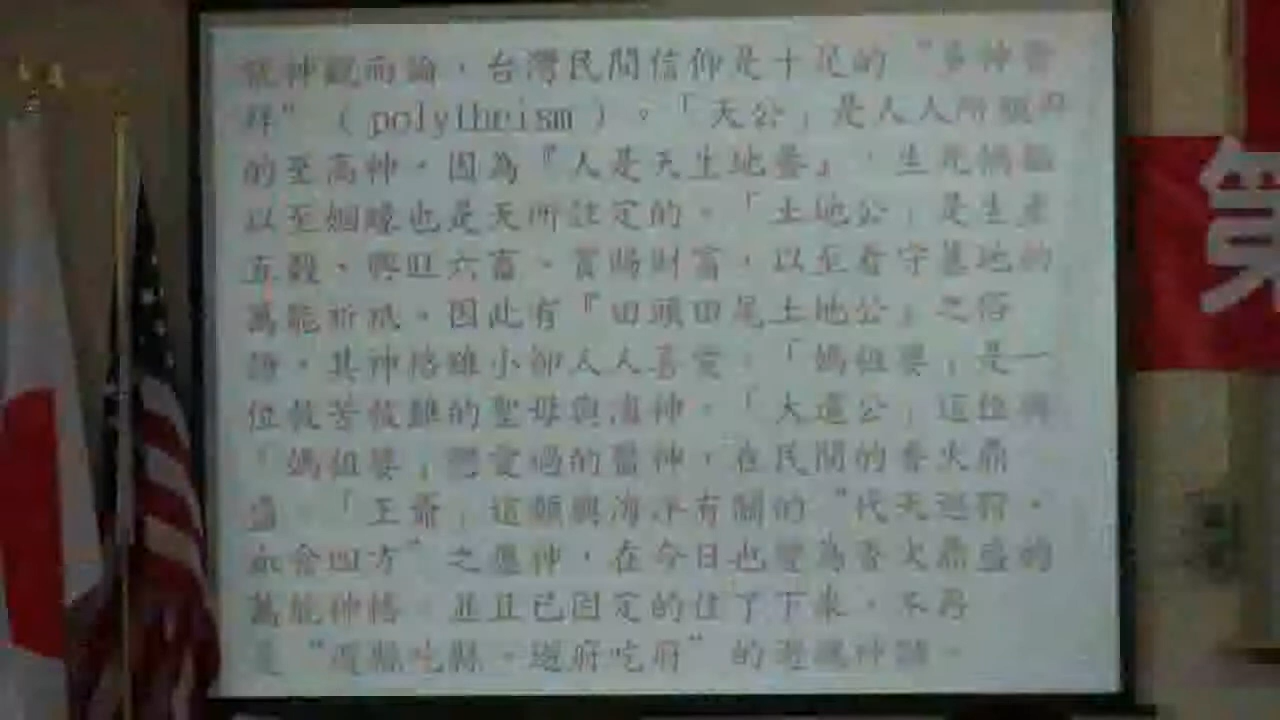 就神觀而論，台灣民間信仰是十足的“多神崇
拜”（polytheism）。「天公」是人人所敬拜
的至高神，因為『人是天生地養』，生死禍福
以至姻緣也是天所註定的。「土地公」是生產
五穀、興旺六畜、賞賜財富，以至看守墓地的
萬能神祇。因此有『田頭田尾土地公』之俗
語，其神格雖小卻人人喜愛。「媽祖婆」是一
位救苦救難的聖母與海神。「大道公」這位與
「媽祖婆」戀愛過的醫神，在民間的香火鼎
盛。「王爺」這類與海洋有關的“代天巡狩，
血食四方”之瘟神，在今日也變為香火鼎盛的
萬能神格，並且已固定的住了下來，不再
是“遊縣吃縣，遊府吃府”的遊魂神類。
第